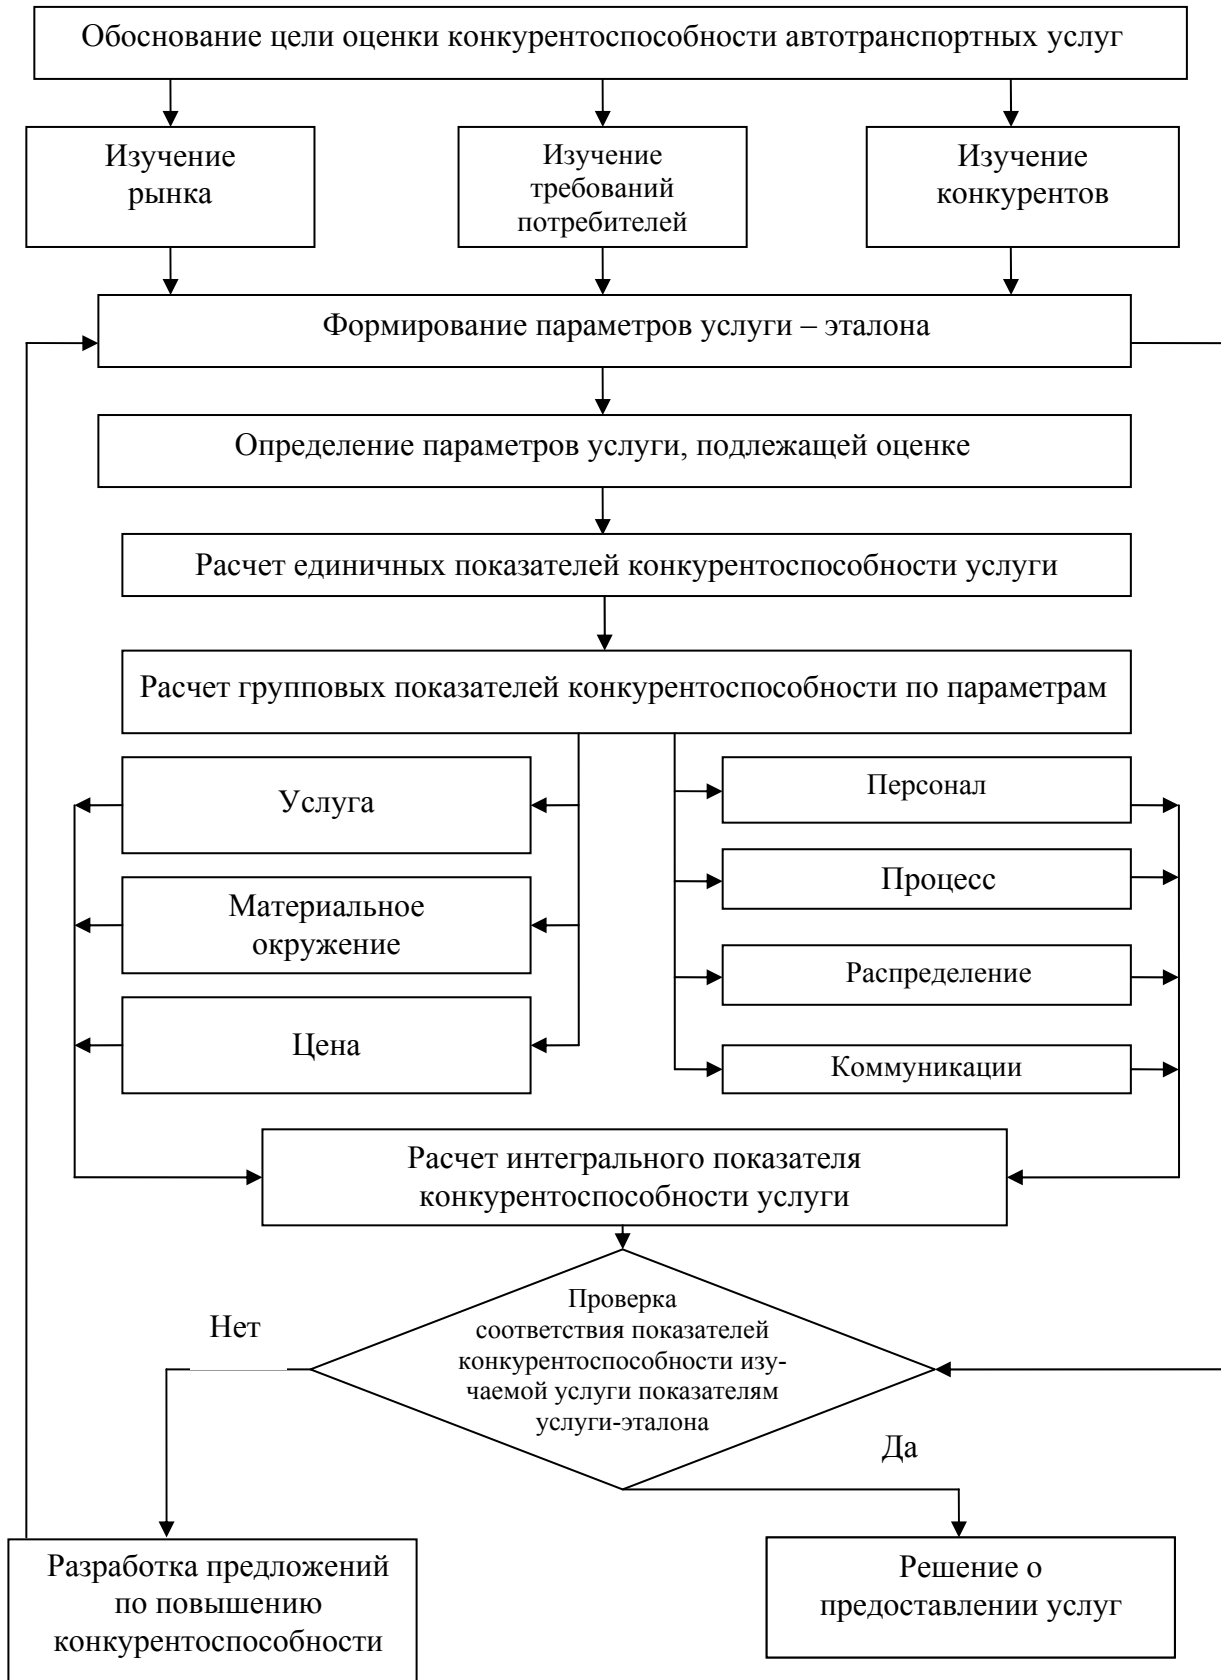 Обоснование цели оценки конкурентоспособности автотранспортных услуг
Изучение
рынка
Изучение
требований
потребителей
Изучение
конкурентов
Формирование параметров услуги – эталона
Определение параметров услуги, подлежащей оценке
Расчет единичных показателей конкурентоспособности услуги
Расчет групповых показателей конкурентоспособности по параметрам
Услуга
Материальное
окружение
Цена
Персонал
Процесс
Распределение
Коммуникации
Расчет интегрального показателя
конкурентоспособности услуги
Проверка
соответствия показателей
конкурентоспособности изу-
чаемой услуги показателям
услуги-эталона
Нет
Да
Разработка предложений
по повышению
конкурентоспособности
Решение о
предоставлении услуг